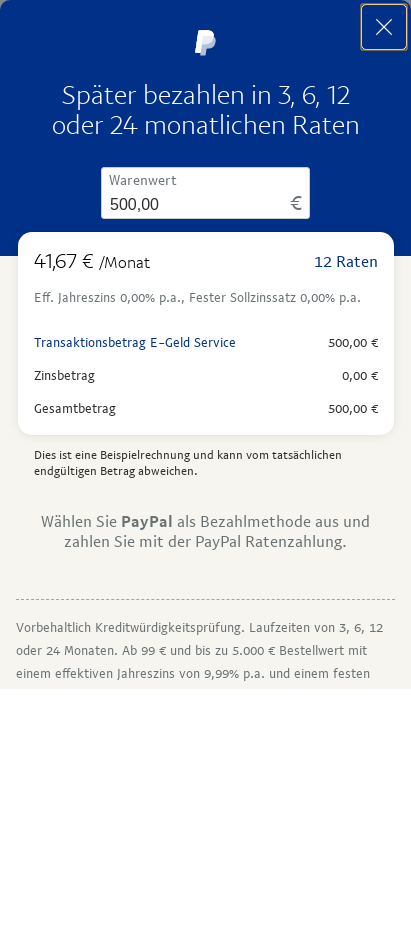 Später bezahlen in 3, 6, 12
oder 24 monatlichen Raten
Warenwert
500,00 €
41,67 € /Monat 12 Raten
Eff. Jahreszins 0,00% p.a., Fester Sollzinssatz 0,00% p.a.
Transaktionsbetrag E-Geld Service 500,00 €
Zinsbetrag 0,00 €
Gesamtbetrag 500,00 €
Dies ist eine Beispielrechnung und kann vom tatsächlichen
endgültigen Betrag abweichen.
Wählen Sie PayPal als Bezahlmethode aus und
zahlen Sie mit der PayPal Ratenzahlung.
Vorbehaltlich Kreditwürdigkeitsprüfung. Laufzeiten von 3, 6, 12
oder 24 Monaten. Ab 99 € und bis zu 5.000 € Bestellwert mit
einem effektiven Jahreszins von 9,99% p.a. und einem festen